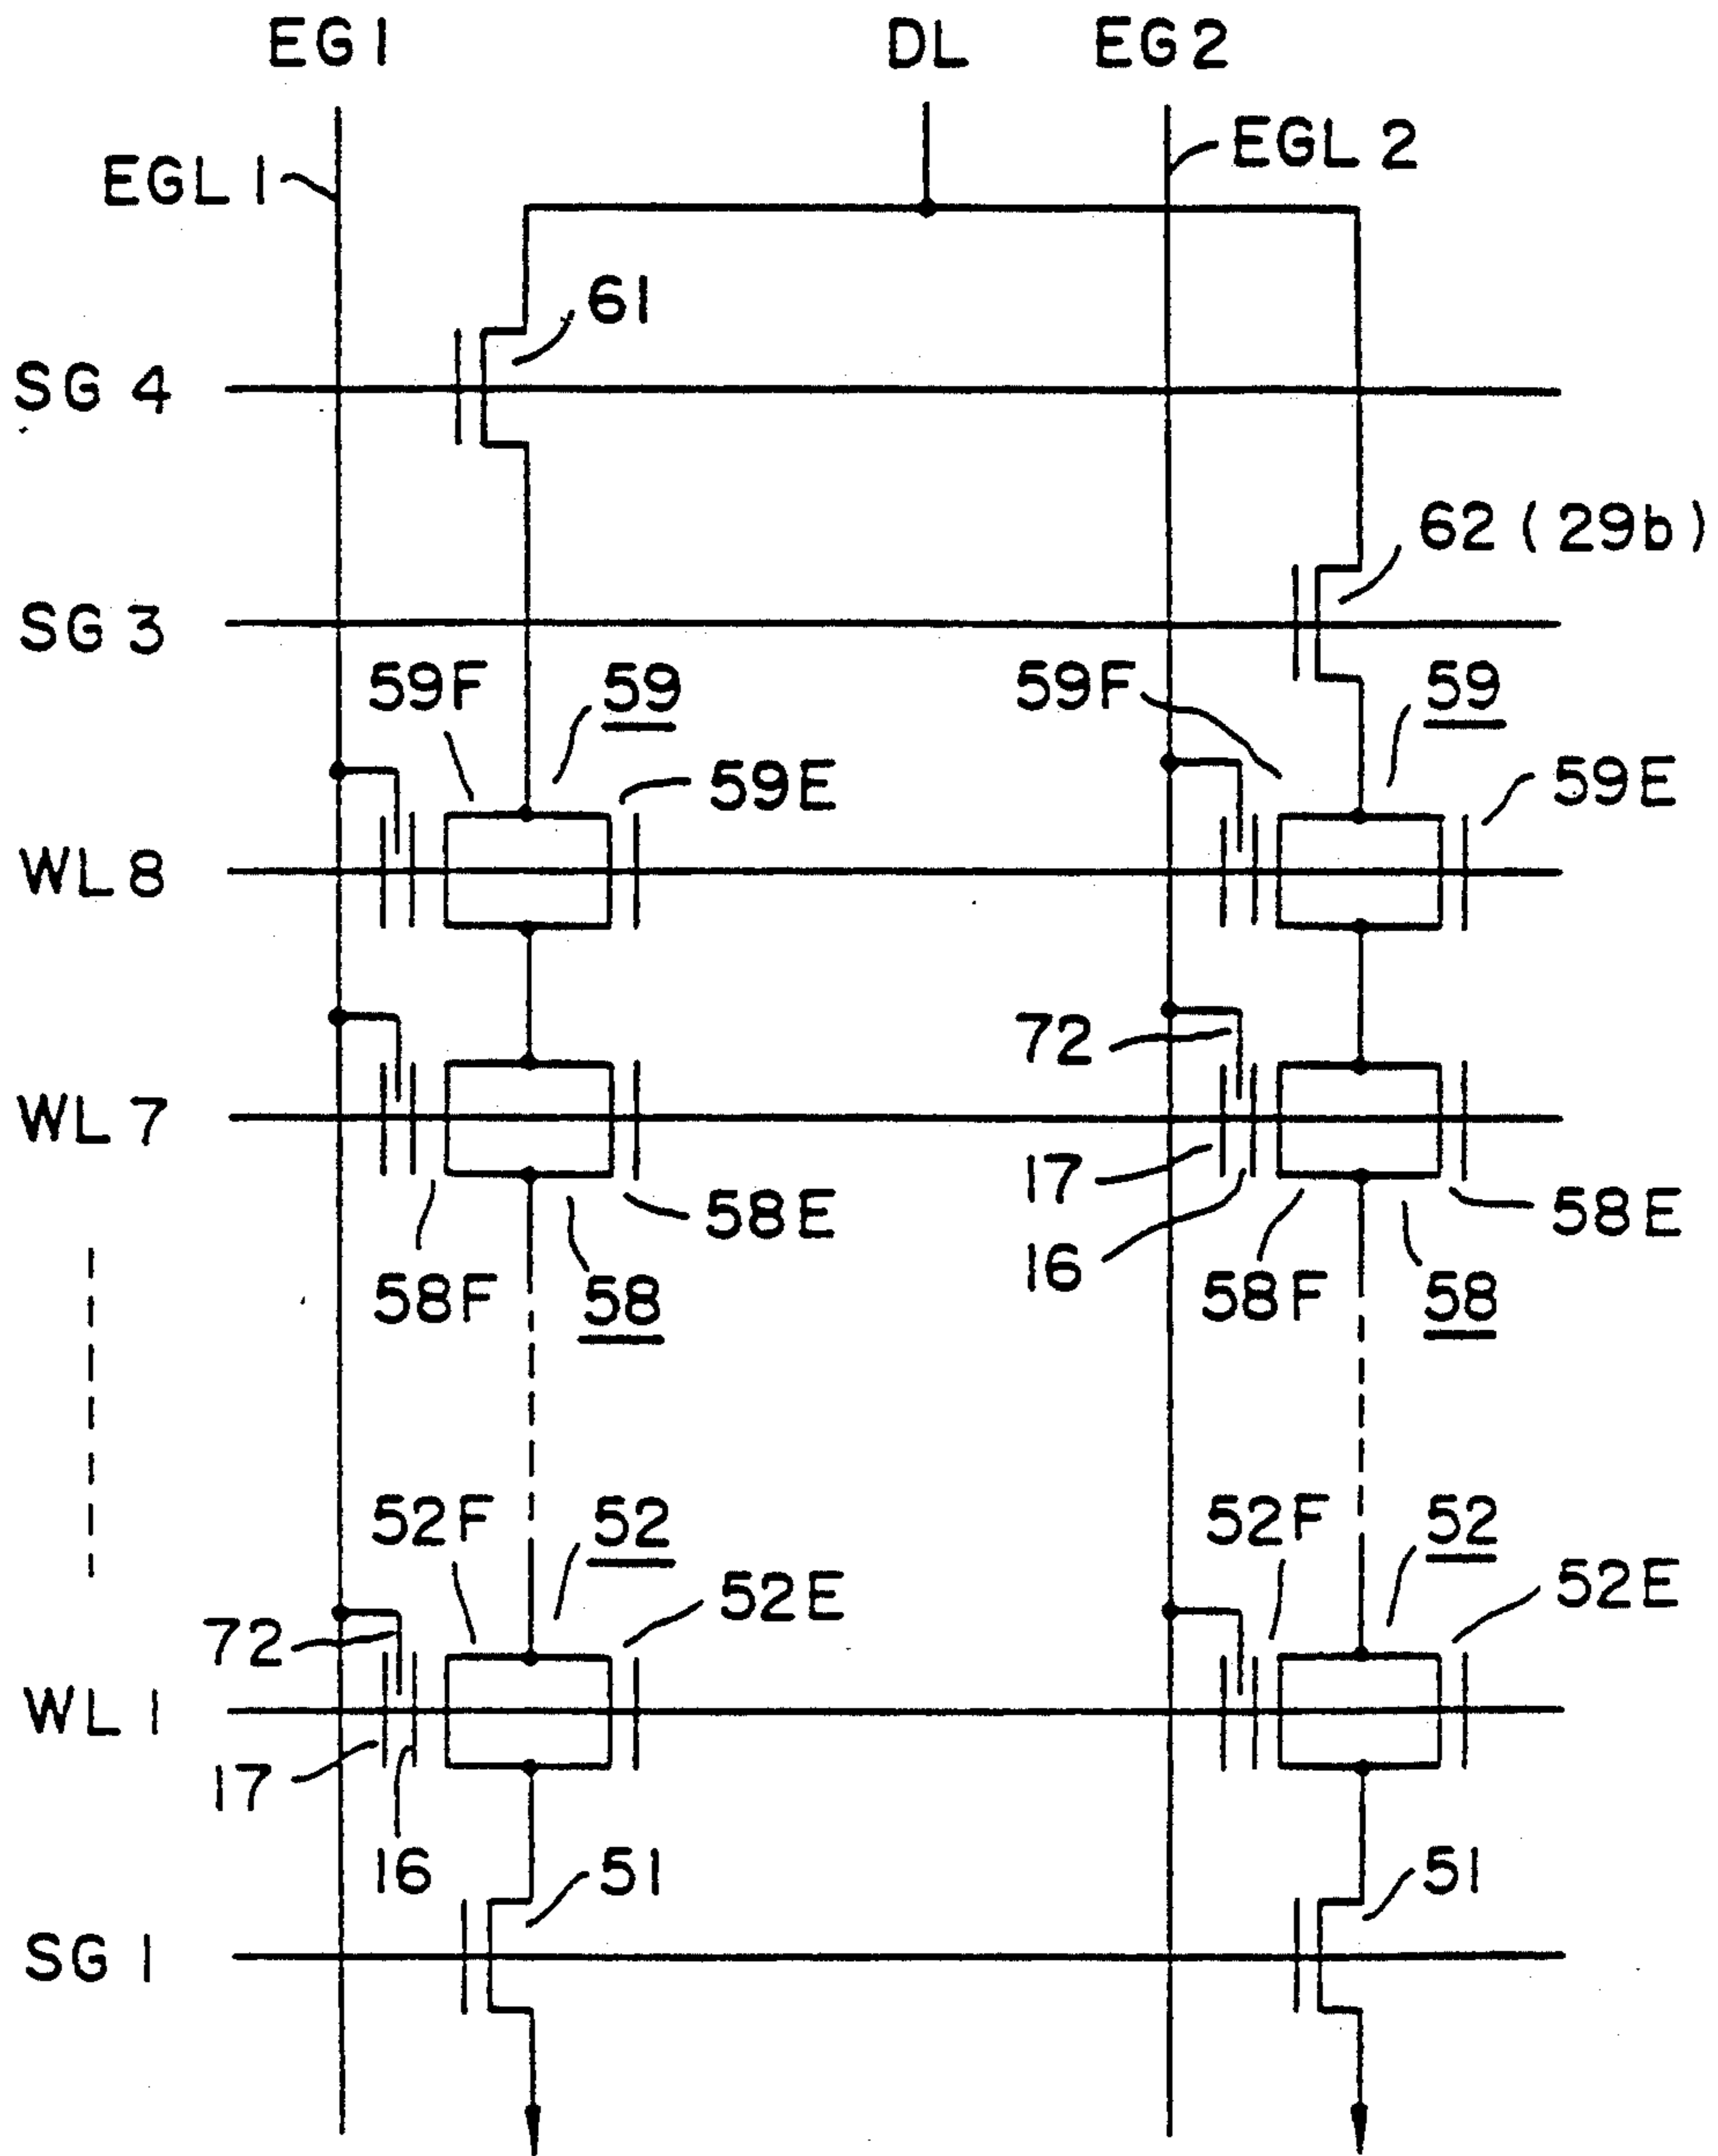 EG1 DL EG2
EGL1 EGL2
61
SG4
62 (29b)
SG3
59F 59 59F 59
59E 59E
WL8
72
WL7
17
58E 58E
16
58F 58 58F 58
52F 52 52F 52
52E 52E
72
WL1
17
16 51 51
SG1